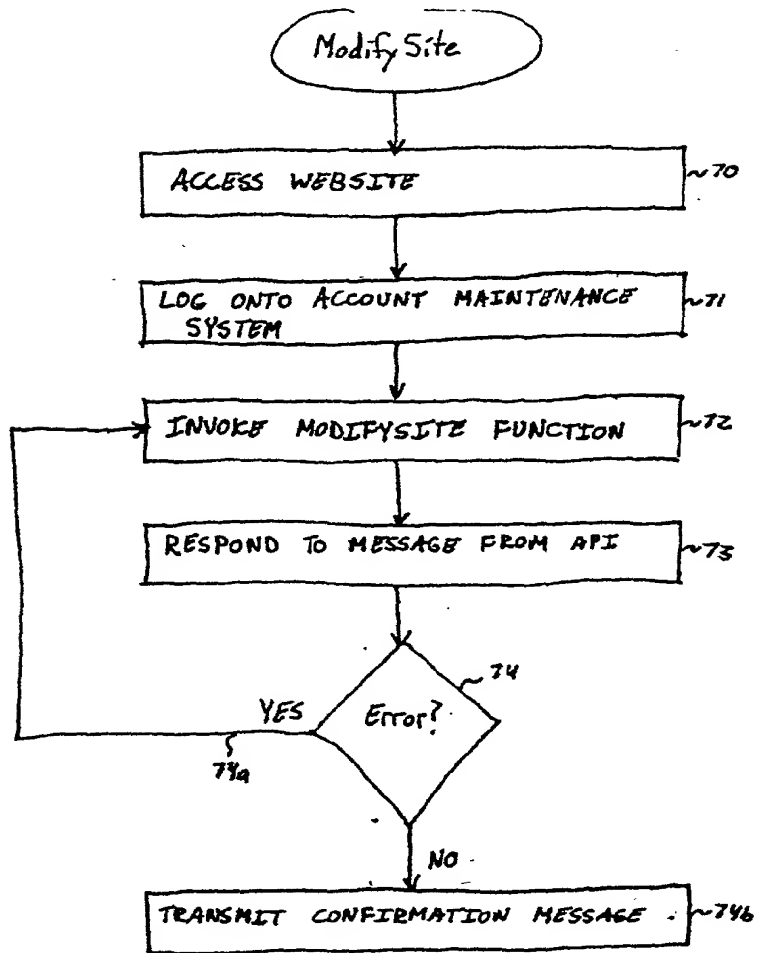 Modify Site
ACCESS WEBSITE
~70
LOG ONTO ACCOUNT MAINTENANCE
SYSTEM
~71
INVOKE MODIFYSITE FUNCTION
~72
RESPOND TO MESSAGE FROM API
~73
74
Error?
YES
74a
NO
TRANSMIT CONFIRMATION MESSAGE
~74b